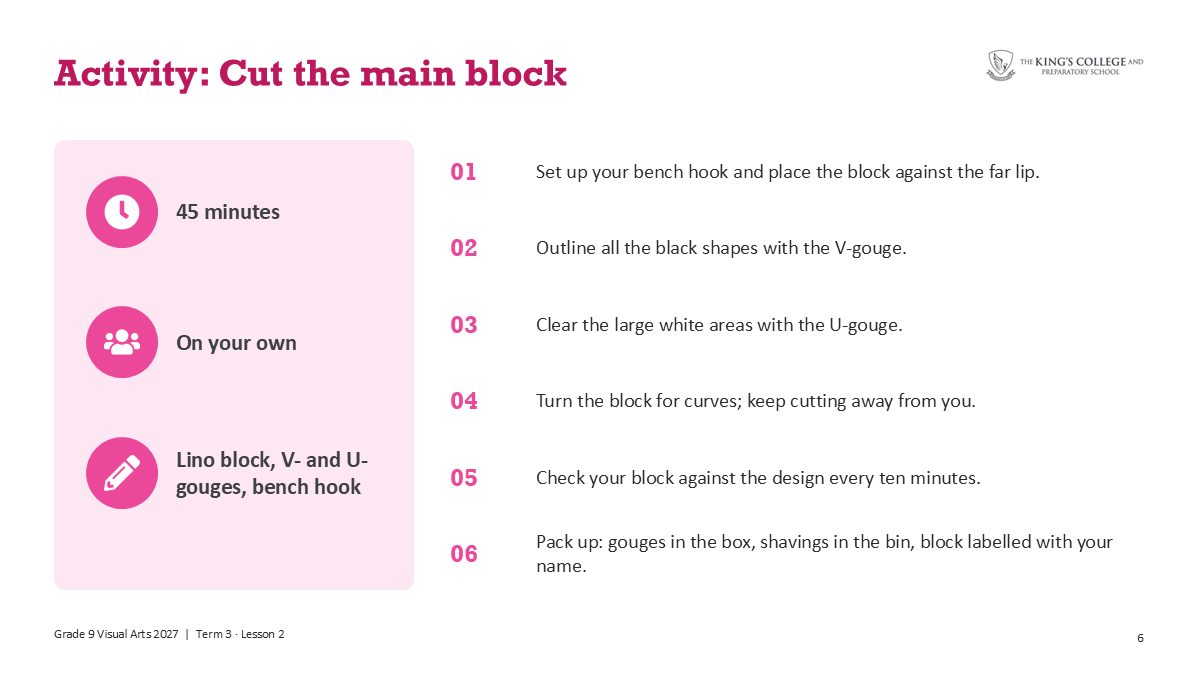 Activity: Cut the main block
THE KING'S COLLEGE AND
PREPARATORY SCHOOL
45 minutes
On your own
Lino block, V- and U-
gouges, bench hook
01
Set up your bench hook and place the block against the far lip.
02
Outline all the black shapes with the V-gouge.
03
Clear the large white areas with the U-gouge.
04
Turn the block for curves; keep cutting away from you.
05
Check your block against the design every ten minutes.
06
Pack up: gouges in the box, shavings in the bin, block labelled with your
name.
Grade 9 Visual Arts 2027 | Term 3 · Lesson 2
6